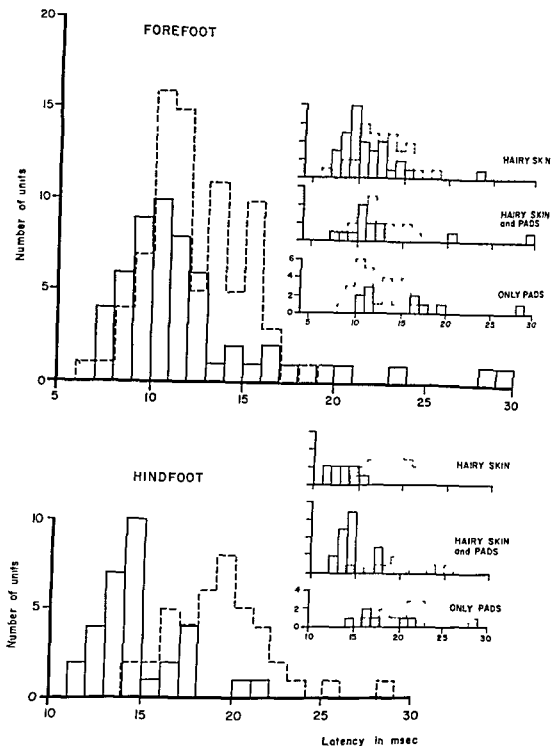 FOREFOOT
20
15
10
5
0
Number of units
5 10 15 20 25 30
HAIRY SKIN
HAIRY SKIN
and PADS
6
4
2
0
ONLY PADS
5 10 15 20 25 30
HINDFOOT
10
5
0
Number of units
10 15 20 25 30
HAIRY SKIN
HAIRY SKIN
and PADS
4
2
0
ONLY PADS
10 15 20 25 30
Latency in msec